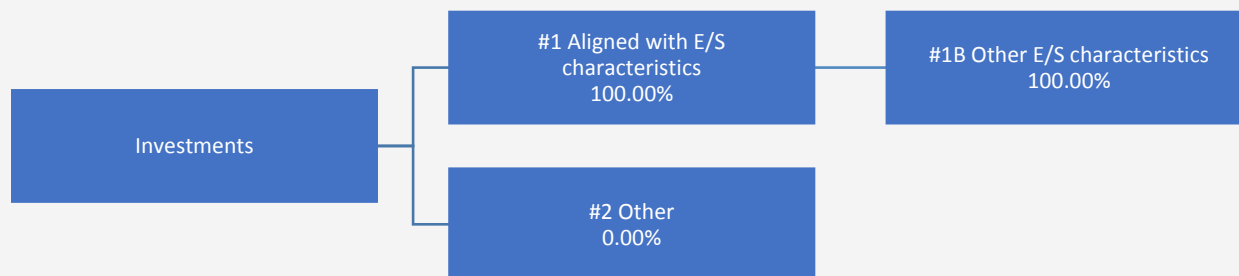 Investments
#1 Aligned with E/S
characteristics
100.00%
#1B Other E/S characteristics
100.00%
#2 Other
0.00%